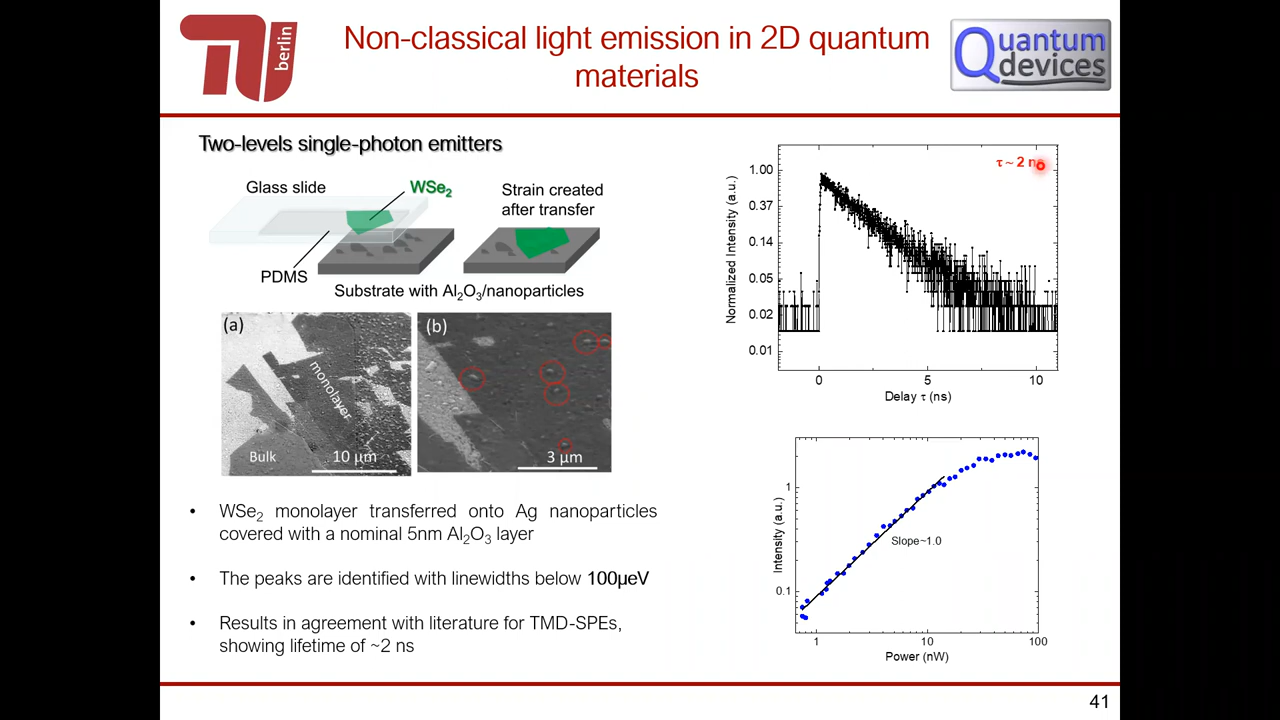 berlin
Non-classical light emission in 2D quantum
materials
Quantum
devices
Two-levels single-photon emitters
Glass slide
WSe₂
Strain created
after transfer
PDMS
Substrate with Al₂O₃/nanoparticles
(a)
monolayer
Bulk
10 µm
(b)
3 µm
• WSe₂ monolayer transferred onto Ag nanoparticles
covered with a nominal 5nm Al₂O₃ layer
• The peaks are identified with linewidths below 100µeV
• Results in agreement with literature for TMD-SPEs,
showing lifetime of ~2 ns
τ ~ 2
Normalized Intensity (a.u.)
1.00
0.37
0.14
0.05
0.02
0.01
0 5 10
Delay τ (ns)
Intensity (a.u.)
1
0.1
Slope~1.0
1 10 100
Power (nW)
41